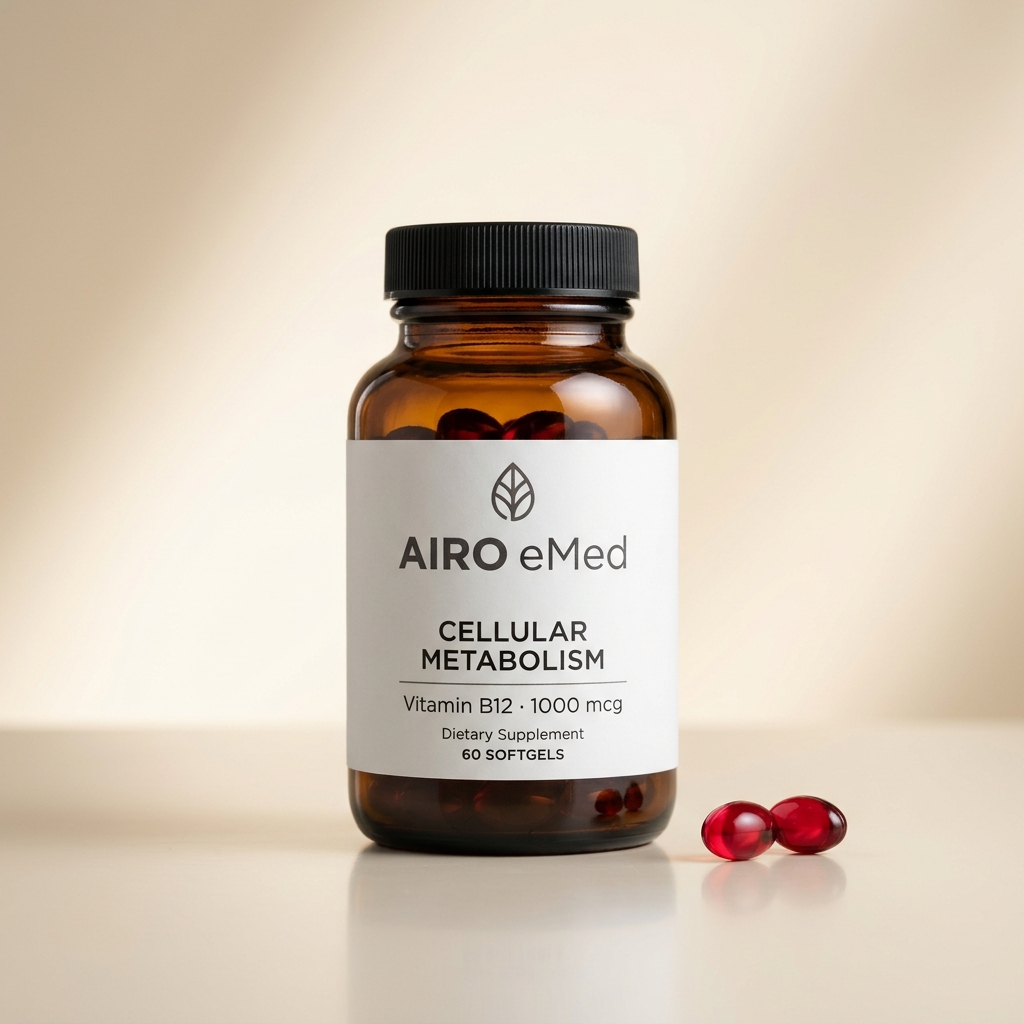 AIRO eMed
CELLULAR
METABOLISM
Vitamin B12 · 1000 mcg
Dietary Supplement
60 SOFTGELS